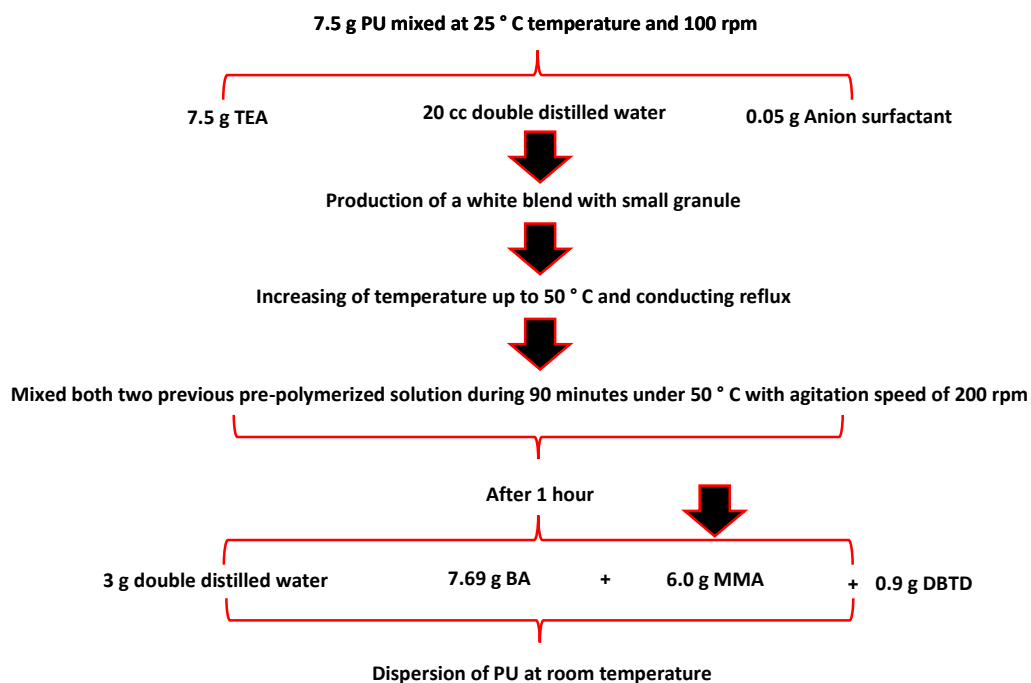 7.5 g PU mixed at 25 ° C temperature and 100 rpm
7.5 g TEA
20 cc double distilled water
0.05 g Anion surfactant
Production of a white blend with small granule
Increasing of temperature up to 50 ° C and conducting reflux
Mixed both two previous pre-polymerized solution during 90 minutes under 50 ° C with agitation speed of 200 rpm
After 1 hour
3 g double distilled water
7.69 g BA + 6.0 g MMA + 0.9 g DBTD
Dispersion of PU at room temperature